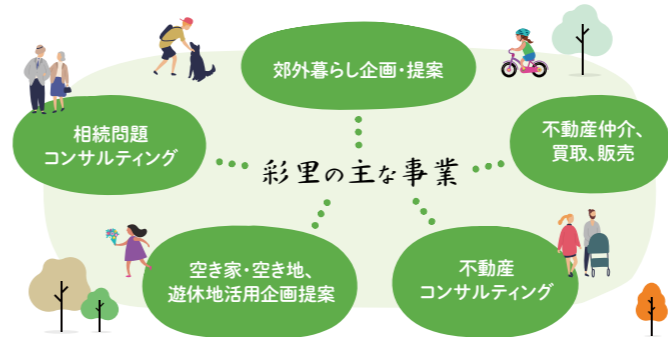 郊外暮らし企画・提案
相続問題
コンサルティング
不動産仲介、
買取、販売
彩里の主な事業
空き家・空き地、
遊休地活用企画提案
不動産
コンサルティング